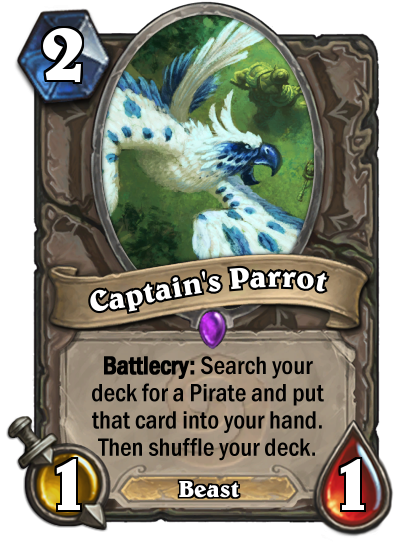 2
Captain's Parrot
Battlecry: Search your
deck for a Pirate and put
that card into your hand.
Then shuffle your deck.
1
Beast
1